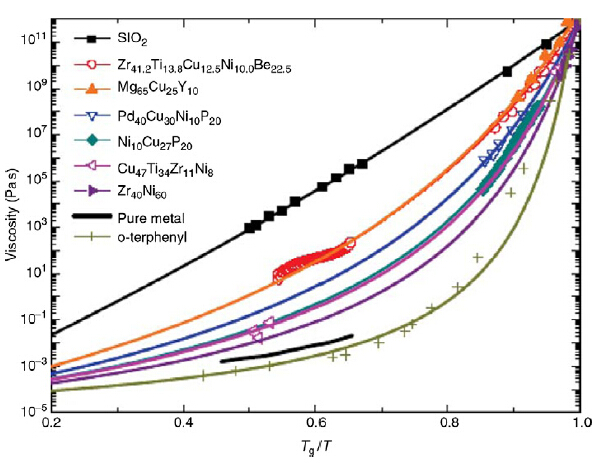 10^11
10^9
10^7
10^5
10^3
10^1
10^-1
10^-3
10^-5
Viscosity (Pa s)
SIO₂
Zr₄₁.₂Ti₁₃.₈Cu₁₂.₅Ni₁₀.₀Be₂₂.₅
Mg₆₅Cu₂₅Y₁₀
Pd₄₀Cu₃₀Ni₁₀P₂₀
Ni₁₀Cu₂₇P₂₀
Cu₄₇Ti₃₄Zr₁₁Ni₈
Zr₄₀Ni₆₀
Pure metal
o-terphenyl
0.2 0.4 0.6 0.8 1.0
T_g/T